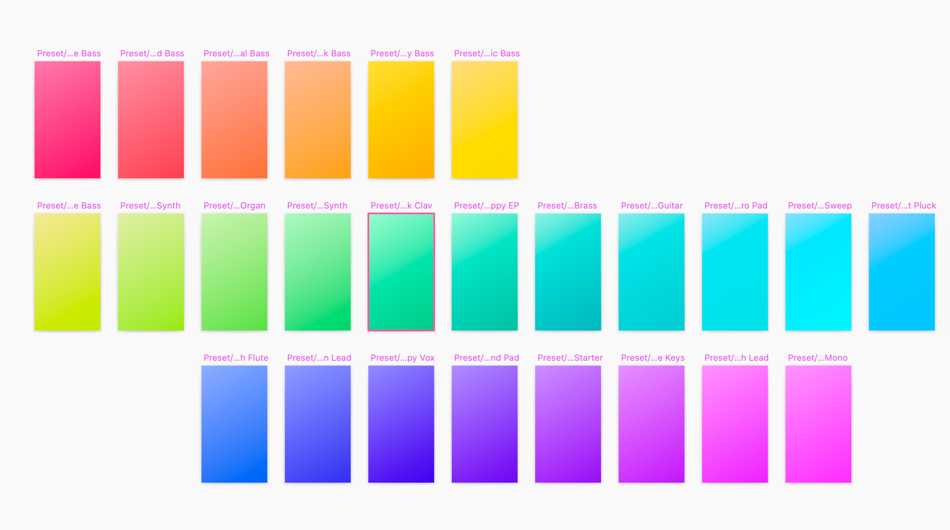 Preset/...e Bass
Preset/...d Bass
Preset/...al Bass
Preset/...k Bass
Preset/...y Bass
Preset/...ic Bass
Preset/...e Bass
Preset/...Synth
Preset/...Organ
Preset/...Synth
Preset/...k Clav
Preset/...ppy EP
Preset/...Brass
Preset/...Guitar
Preset/...ro Pad
Preset/...Sweep
Preset/...t Pluck
Preset/...h Flute
Preset/...n Lead
Preset/...py Vox
Preset/...nd Pad
Preset/...Starter
Preset/...e Keys
Preset/...h Lead
Preset/...Mono